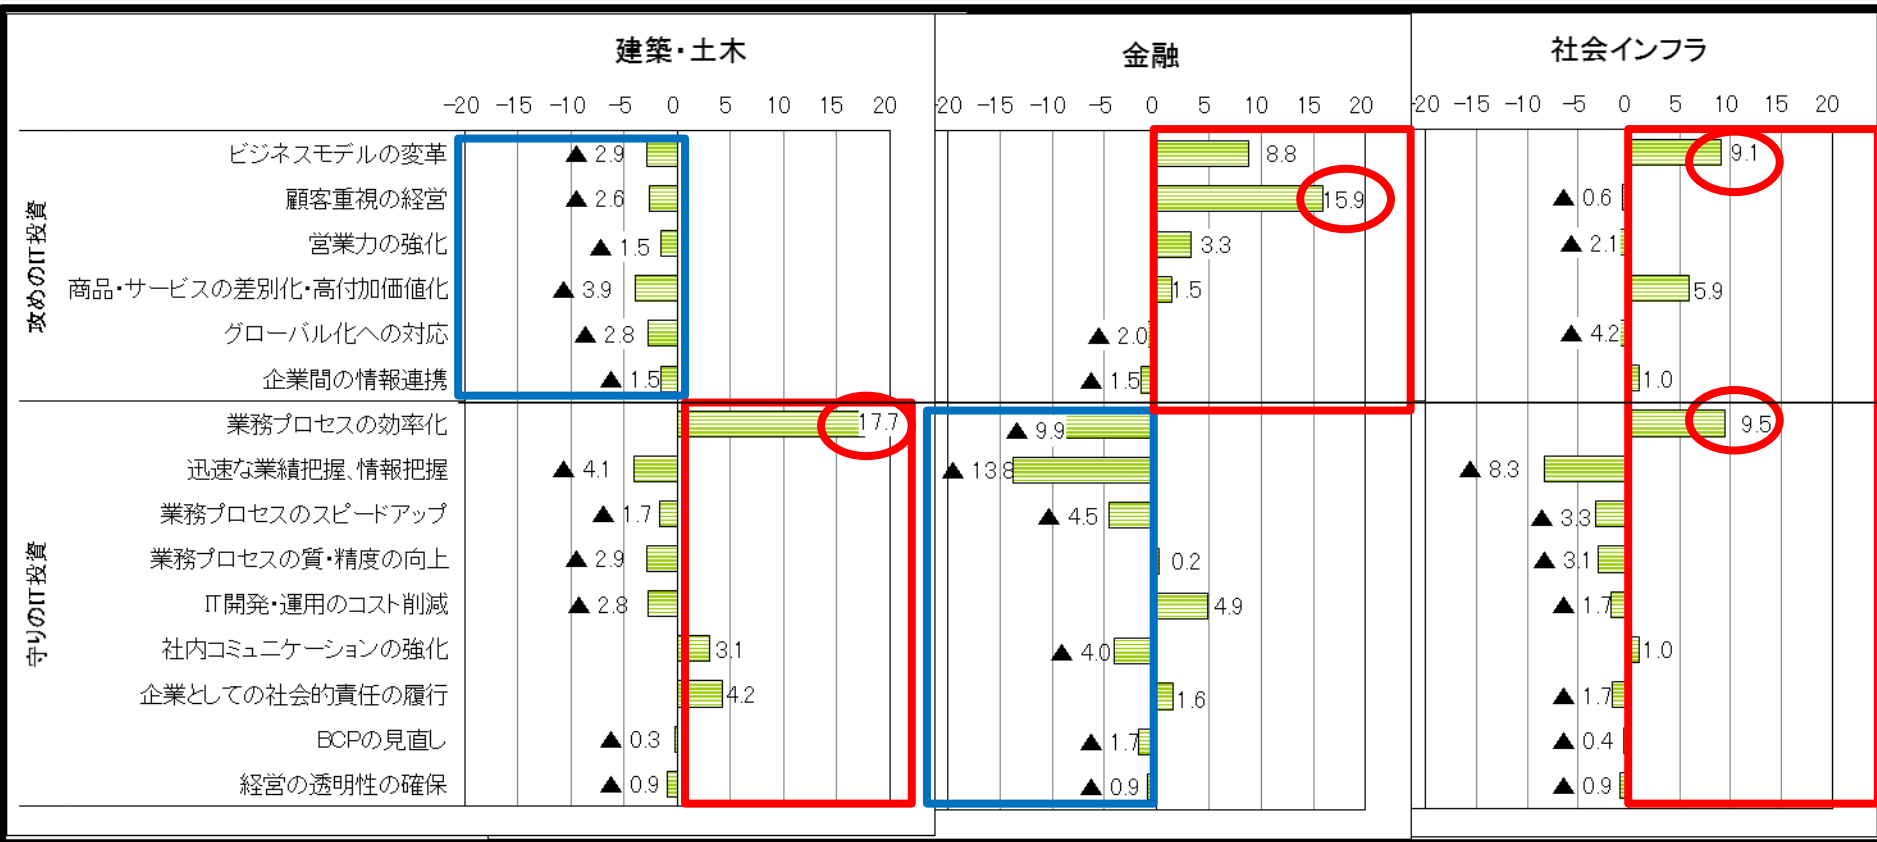 建築・土木 金融 社会インフラ
-20 -15 -10 -5 0 5 10 15 20 20 -15 -10 -5 0 5 10 15 20 -20 -15 -10 -5 0 5 10 15 20
攻めのIT投資
ビジネスモデルの変革 ▲ 2.9 8.8 9.1
顧客重視の経営 ▲ 2.6 15.9 ▲ 0.6
営業力の強化 ▲ 1.5 3.3 ▲ 2.1
商品・サービスの差別化・高付加価値化 ▲ 3.9 1.5 5.9
グローバル化への対応 ▲ 2.8 ▲ 2.0 ▲ 4.2
企業間の情報連携 ▲ 1.5 ▲ 1.5 1.0
守りのIT投資
業務プロセスの効率化 17.7 ▲ 9.9 9.5
迅速な業績把握、情報把握 ▲ 4.1 ▲ 13.8 ▲ 8.3
業務プロセスのスピードアップ ▲ 1.7 ▲ 4.5 ▲ 3.3
業務プロセスの質・精度の向上 ▲ 2.9 0.2 ▲ 3.1
IT開発・運用のコスト削減 ▲ 2.8 4.9 ▲ 1.7
社内コミュニケーションの強化 3.1 ▲ 4.0 1.0
企業としての社会的責任の履行 4.2 1.6 ▲ 1.7
BCPの見直し ▲ 0.3 ▲ 1.7 ▲ 0.4
経営の透明性の確保 ▲ 0.9 ▲ 0.9 ▲ 0.9